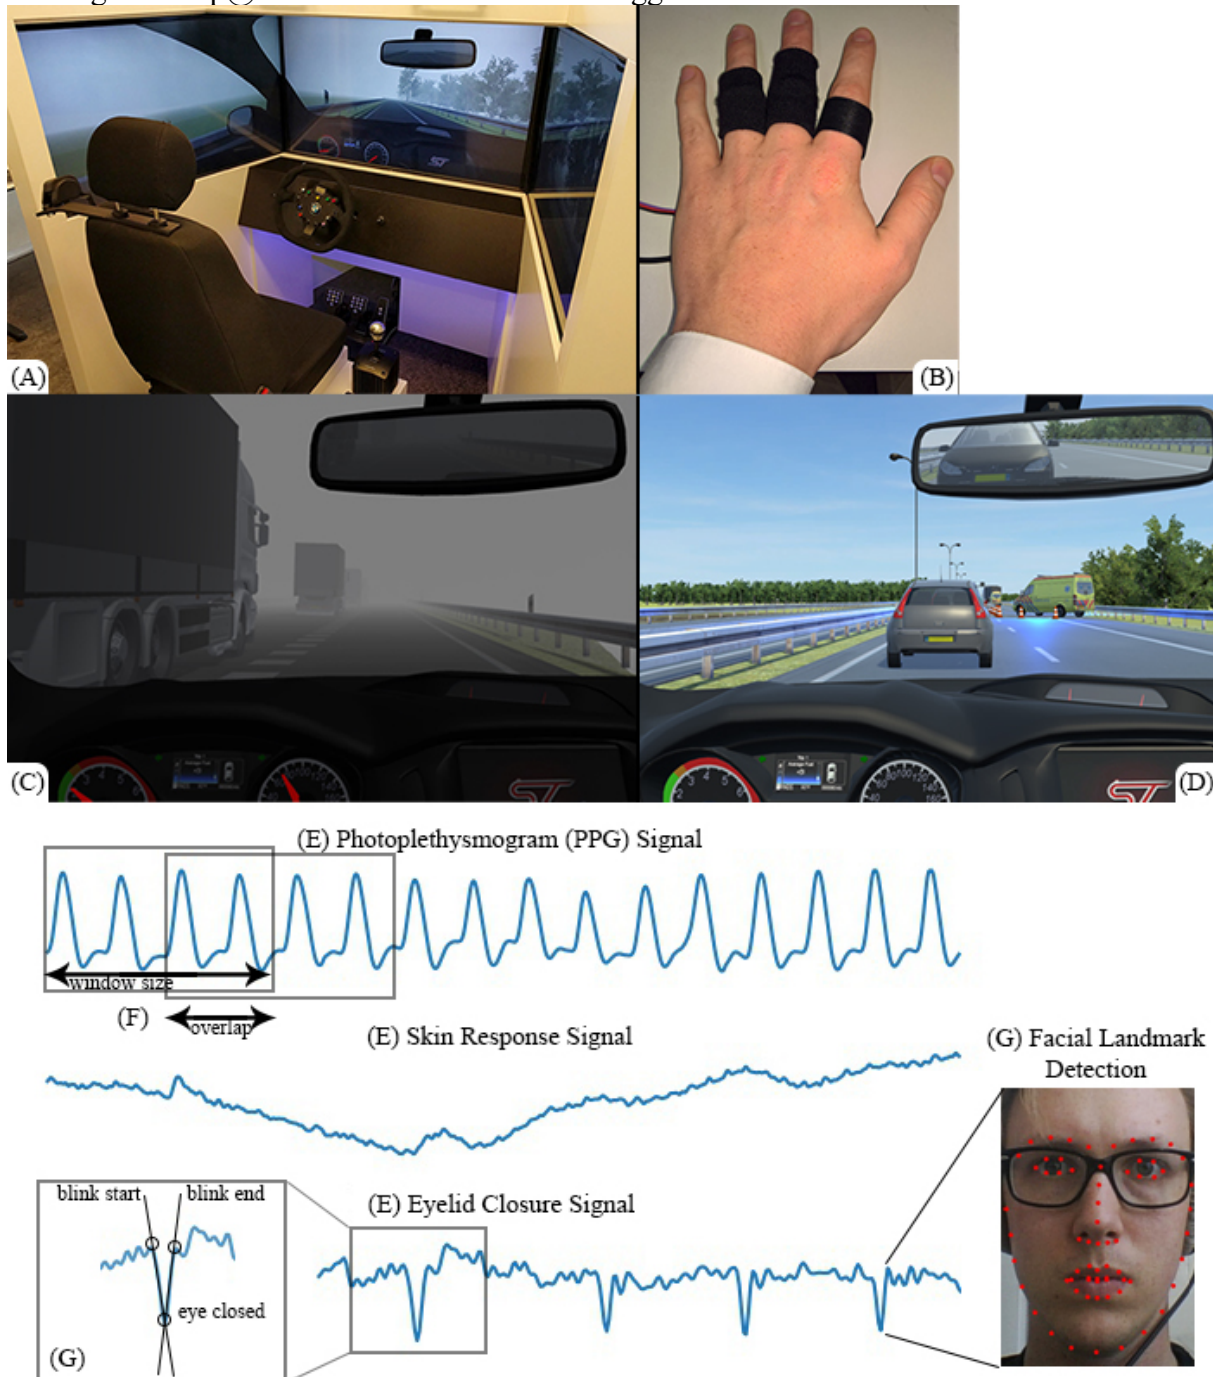 (A)
(B)
(C)
(D)
(E) Photoplethysmogram (PPG) Signal
window size
(F)
overlap
(E) Skin Response Signal
(G) Facial Landmark
Detection
blink start
blink end
(E) Eyelid Closure Signal
eye closed
(G)